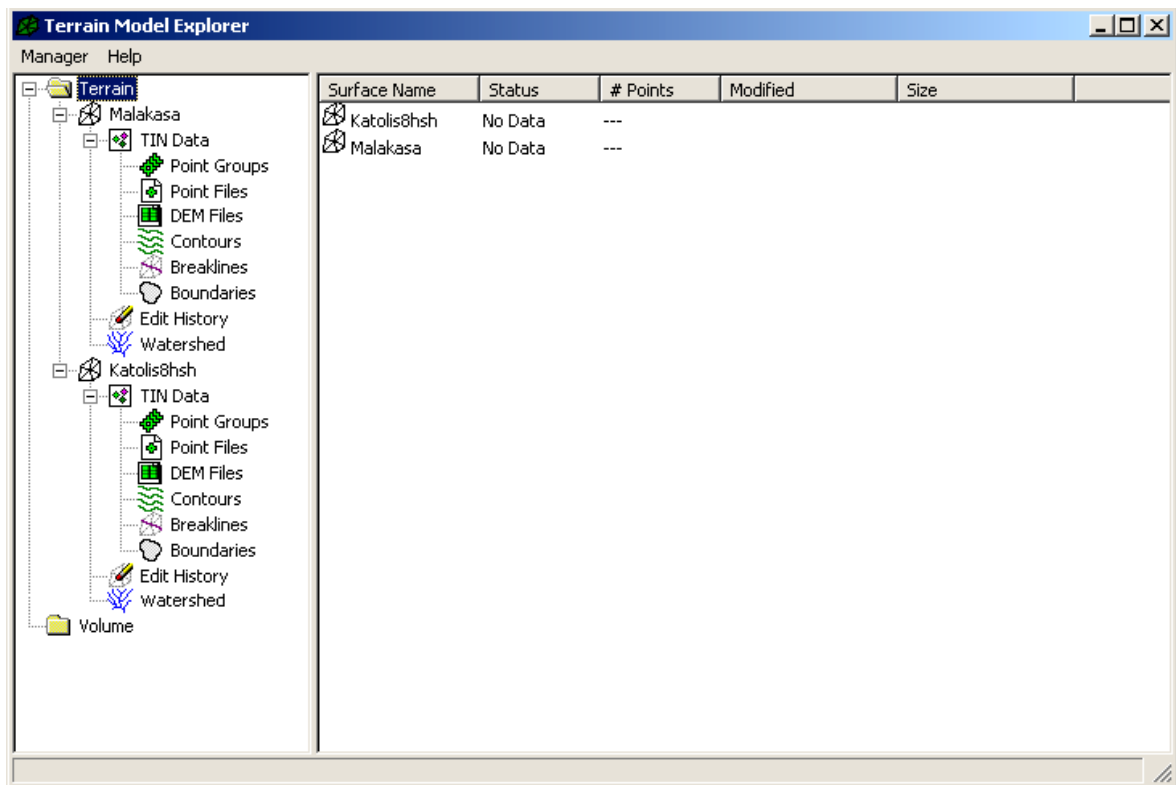 Terrain Model Explorer
Manager Help
Terrain
Malakasa
TIN Data
Point Groups
Point Files
DEM Files
Contours
Breaklines
Boundaries
Edit History
Watershed
Katolis8hsh
TIN Data
Point Groups
Point Files
DEM Files
Contours
Breaklines
Boundaries
Edit History
Watershed
Volume
Surface Name Status # Points Modified Size
Katolis8hsh No Data ---
Malakasa No Data ---